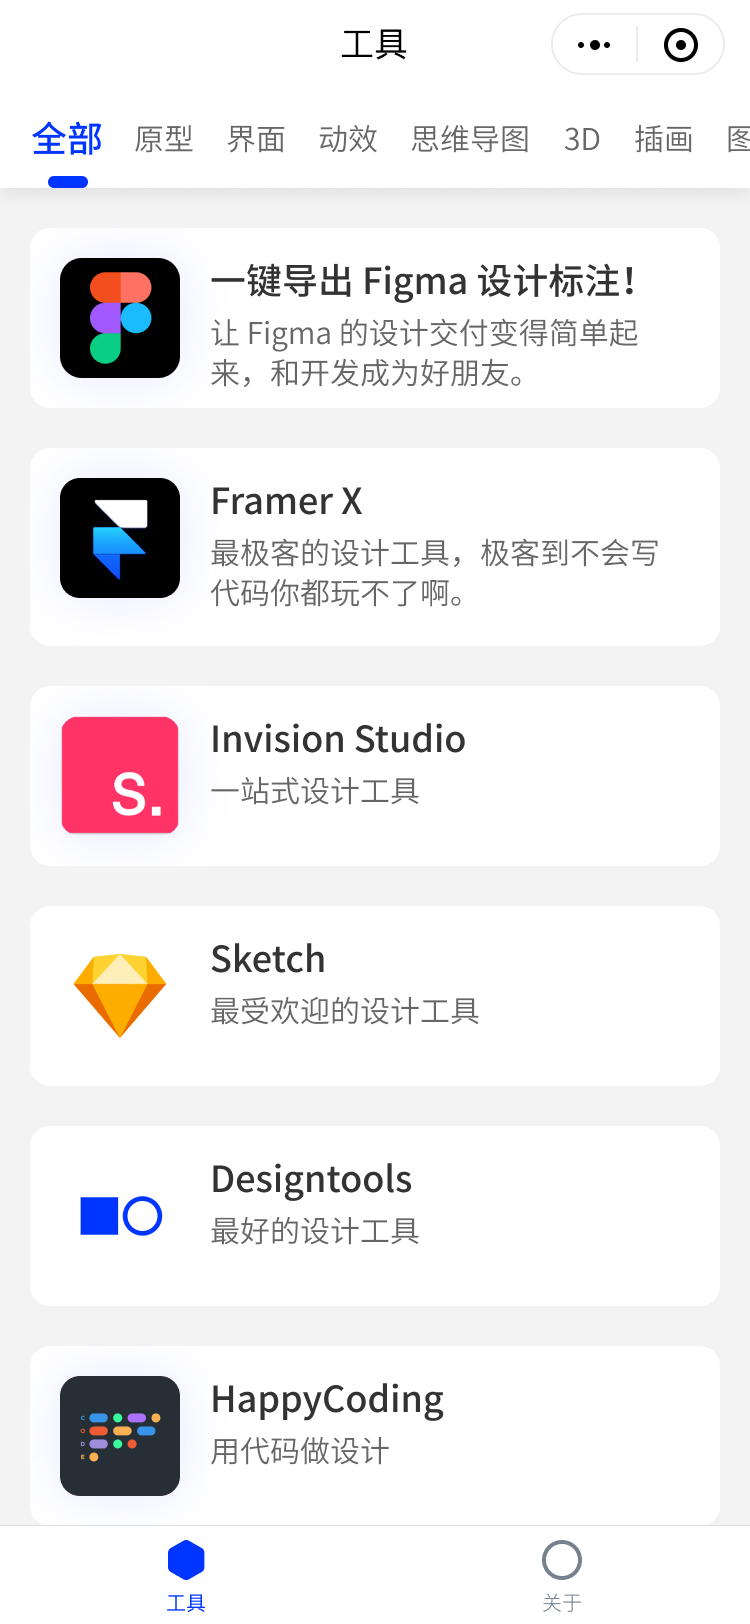 工具
全部 原型 界面 动效 思维导图 3D 插画 图
一键导出 Figma 设计标注！
让 Figma 的设计交付变得简单起
来，和开发成为好朋友。
Framer X
最极客的设计工具，极客到不会写
代码你都玩不了啊。
S.
Invision Studio
一站式设计工具
Sketch
最受欢迎的设计工具
Designtools
最好的设计工具
C
O
D
E
HappyCoding
用代码做设计
工具 关于